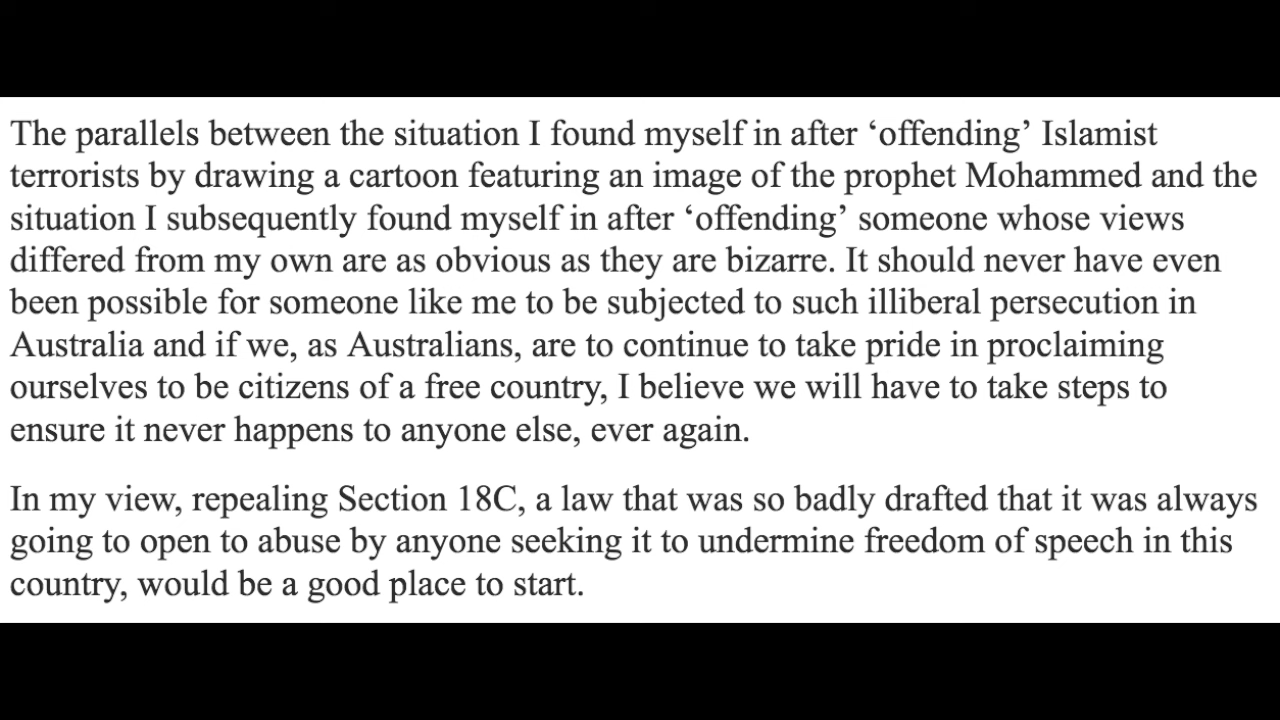 The parallels between the situation I found myself in after ‘offending’ Islamist
terrorists by drawing a cartoon featuring an image of the prophet Mohammed and the
situation I subsequently found myself in after ‘offending’ someone whose views
differed from my own are as obvious as they are bizarre. It should never have even
been possible for someone like me to be subjected to such illiberal persecution in
Australia and if we, as Australians, are to continue to take pride in proclaiming
ourselves to be citizens of a free country, I believe we will have to take steps to
ensure it never happens to anyone else, ever again.
In my view, repealing Section 18C, a law that was so badly drafted that it was always
going to open to abuse by anyone seeking it to undermine freedom of speech in this
country, would be a good place to start.